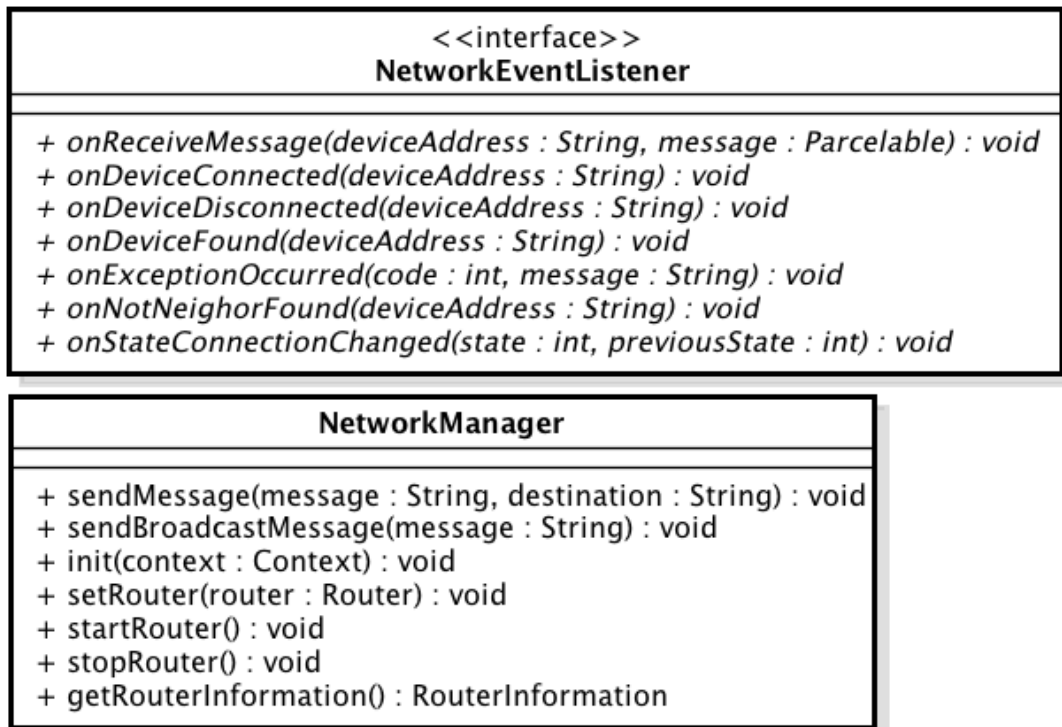 <<interface>>
NetworkEventListener
+ onReceiveMessage(deviceAddress : String, message : Parcelable) : void
+ onDeviceConnected(deviceAddress : String) : void
+ onDeviceDisconnected(deviceAddress : String) : void
+ onDeviceFound(deviceAddress : String) : void
+ onExceptionOccurred(code : int, message : String) : void
+ onNotNeighorFound(deviceAddress : String) : void
+ onStateConnectionChanged(state : int, previousState : int) : void
NetworkManager
+ sendMessage(message : String, destination : String) : void
+ sendBroadcastMessage(message : String) : void
+ init(context : Context) : void
+ setRouter(router : Router) : void
+ startRouter() : void
+ stopRouter() : void
+ getRouterInformation() : RouterInformation